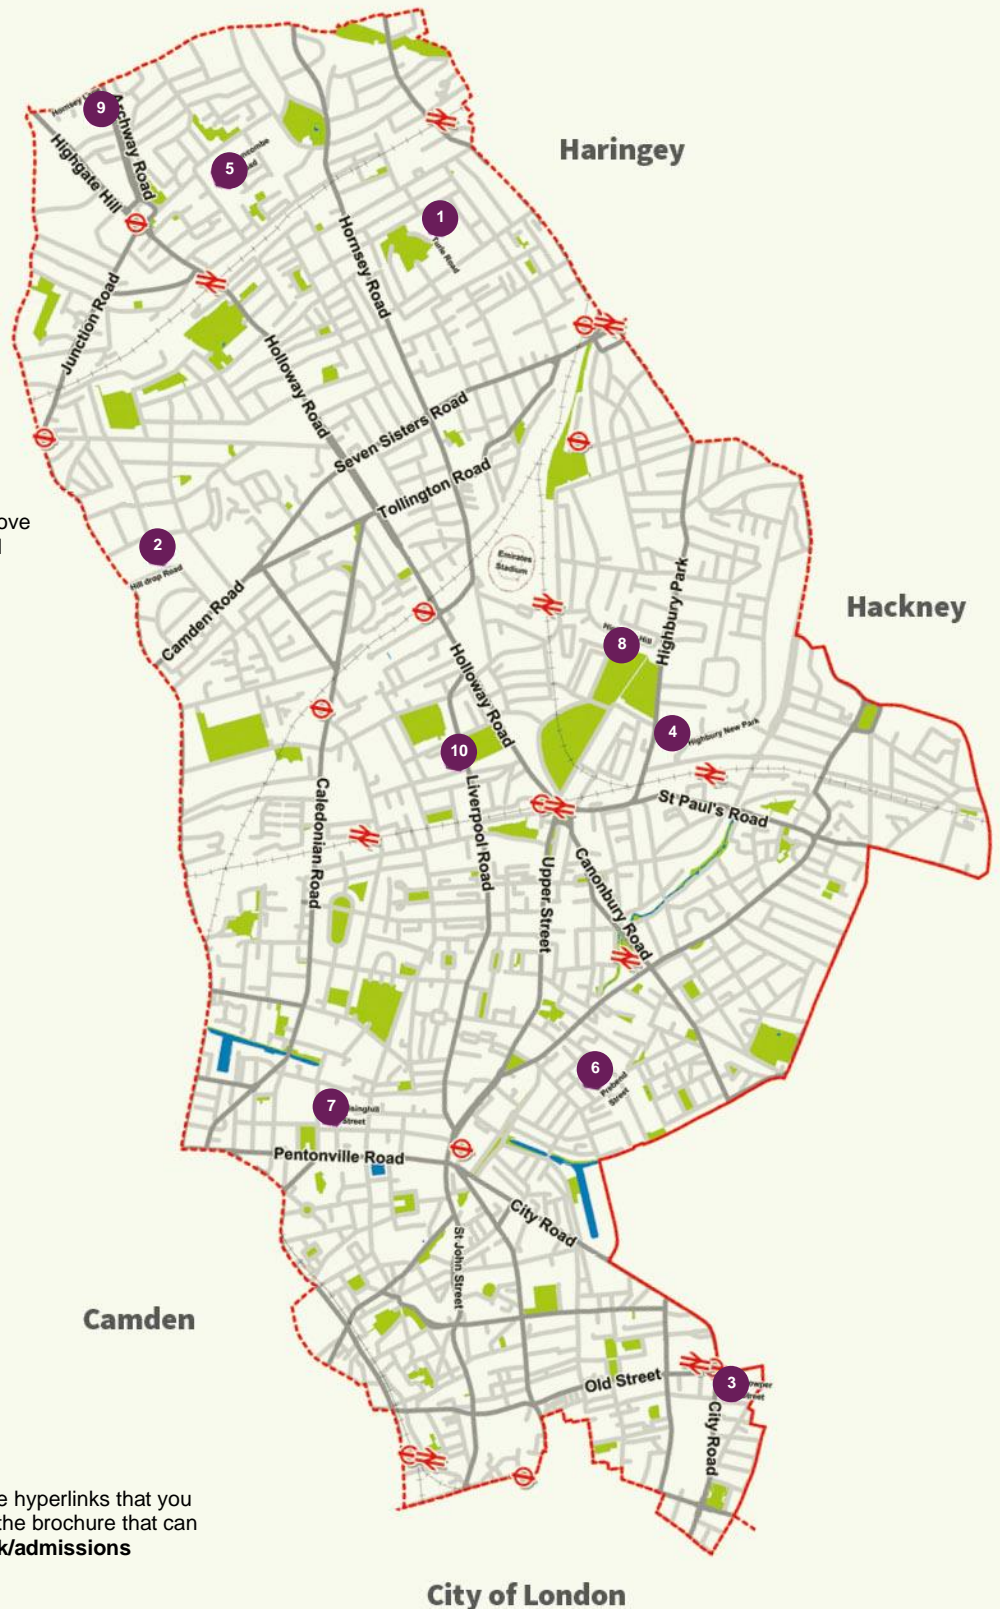 Haringey
9
Archway Road
Highgate Hill
5
1
Turle Road
Hornsey Road
Junction Road
Holloway Road
Seven Sisters Road
Tollington Road
2
Hill drop Road
Camden Road
Emirates
Stadium
Highbury Park
Hackney
8
Hill
Holloway Road
4
Highbury New Park
10
Liverpool Road
St Paul's Road
Caledonian Road
Upper Street
Canonbury Road
6
Prebend
Street
7
Street
Pentonville Road
City Road
St John Street
Camden
Old Street
3
City Road
e hyperlinks that you
the brochure that can
k/admissions
City of London